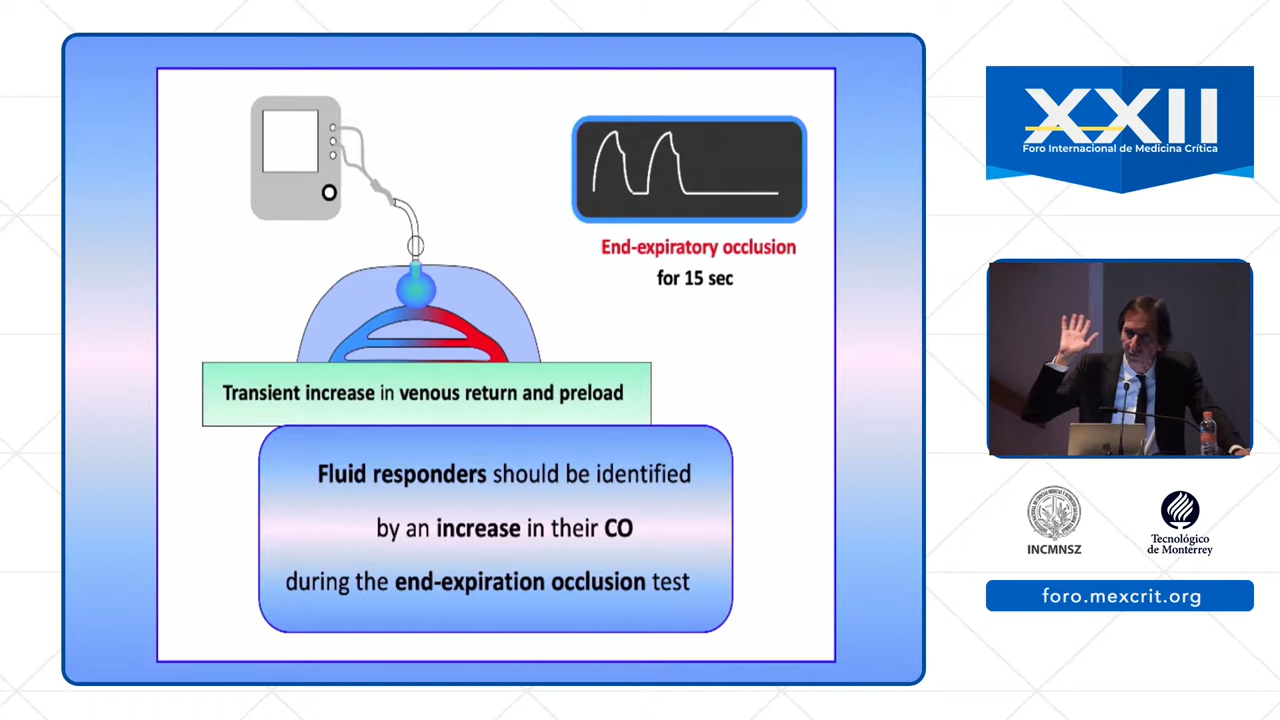 End-expiratory occlusion
for 15 sec
Transient increase in venous return and preload
Fluid responders should be identified
by an increase in their CO
during the end-expiration occlusion test
XXII
Foro Internacional de Medicina Crítica
INCMNSZ
Tecnológico
de Monterrey
foro.mexcrit.org